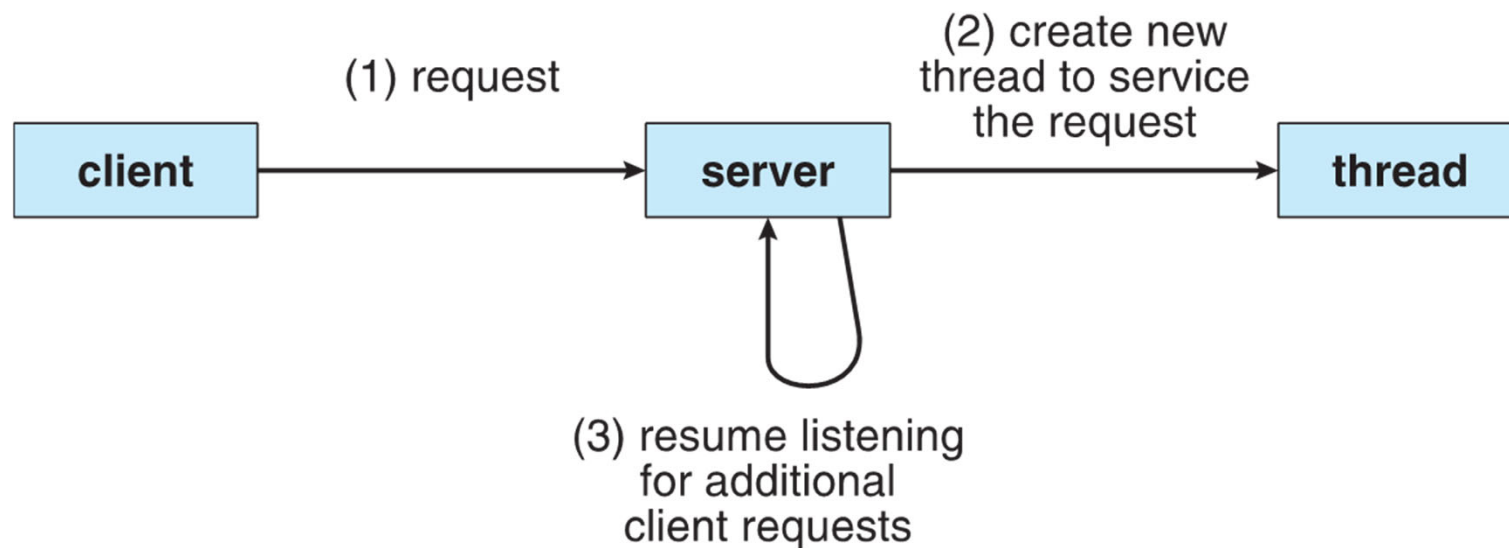 (1) request
(2) create new
thread to service
the request
client
server
thread
(3) resume listening
for additional
client requests